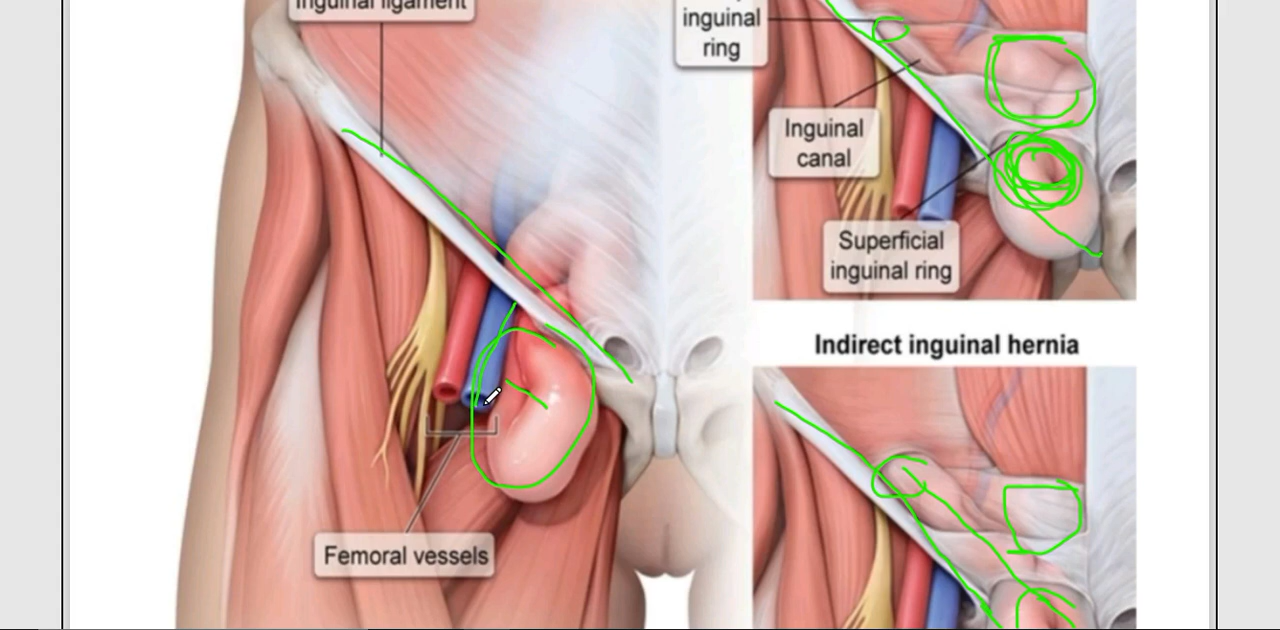 Inguinal ligament
inguinal
ring
Inguinal
canal
Superficial
inguinal ring
Indirect inguinal hernia
Femoral vessels